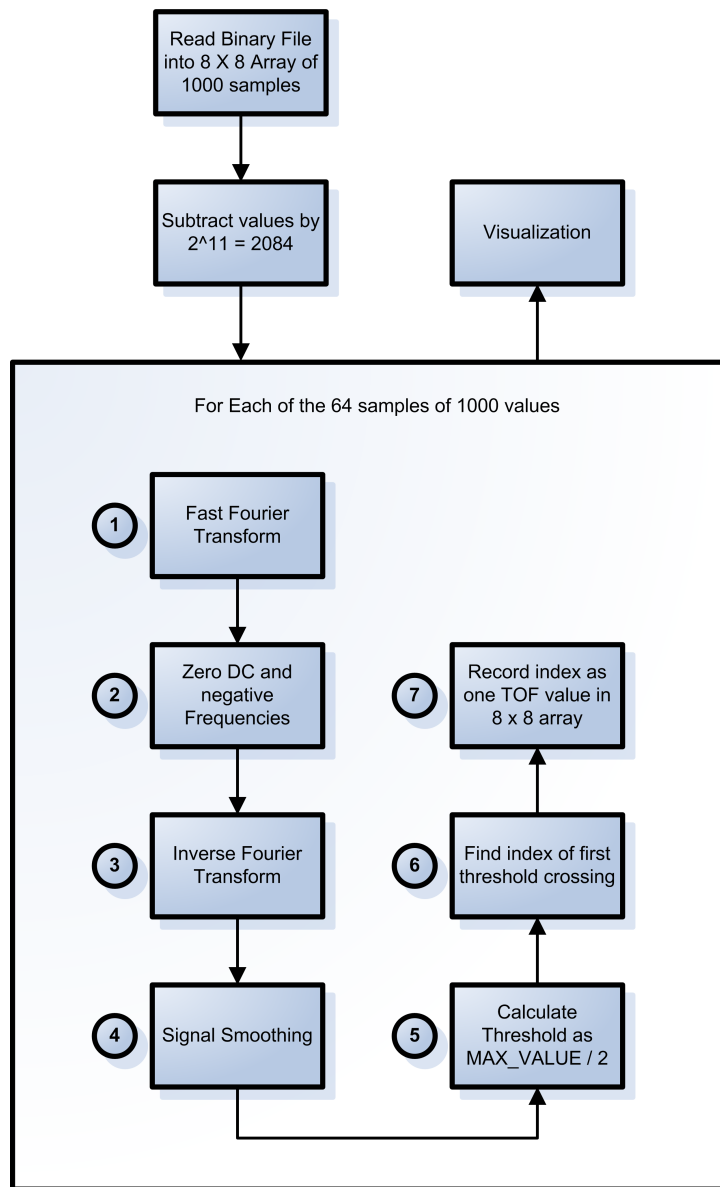 Read Binary File
into 8 X 8 Array of
1000 samples
Subtract values by
2^11 = 2084
Visualization
For Each of the 64 samples of 1000 values
1
Fast Fourier
Transform
2
Zero DC and
negative
Frequencies
3
Inverse Fourier
Transform
4
Signal Smoothing
5
Calculate
Threshold as
MAX_VALUE / 2
6
Find index of first
threshold crossing
7
Record index as
one TOF value in
8 x 8 array